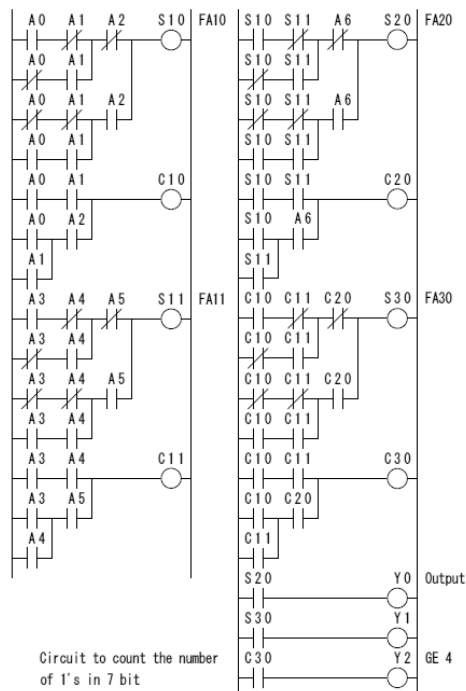 A0 A1 A2 S10 FA10
A0 A1
A0 A1 A2
A0 A1
A0 A1 C10
A0 A2
A1
A3 A4 A5 S11 FA11
A3 A4
A3 A4 A5
A3 A4
A3 A4 C11
A3 A5
A4
Circuit to count the number
of 1's in 7 bit
S10 S11 A6 S20 FA20
S10 S11
S10 S11 A6
S10 S11
S10 S11 C20
S10 A6
S11
C10 C11 C20 S30 FA30
C10 C11
C10 C11 C20
C10 C11
C10 C11 C30
C10 C20
C11
S20 Y0 Output
S30 Y1
C30 Y2 GE 4